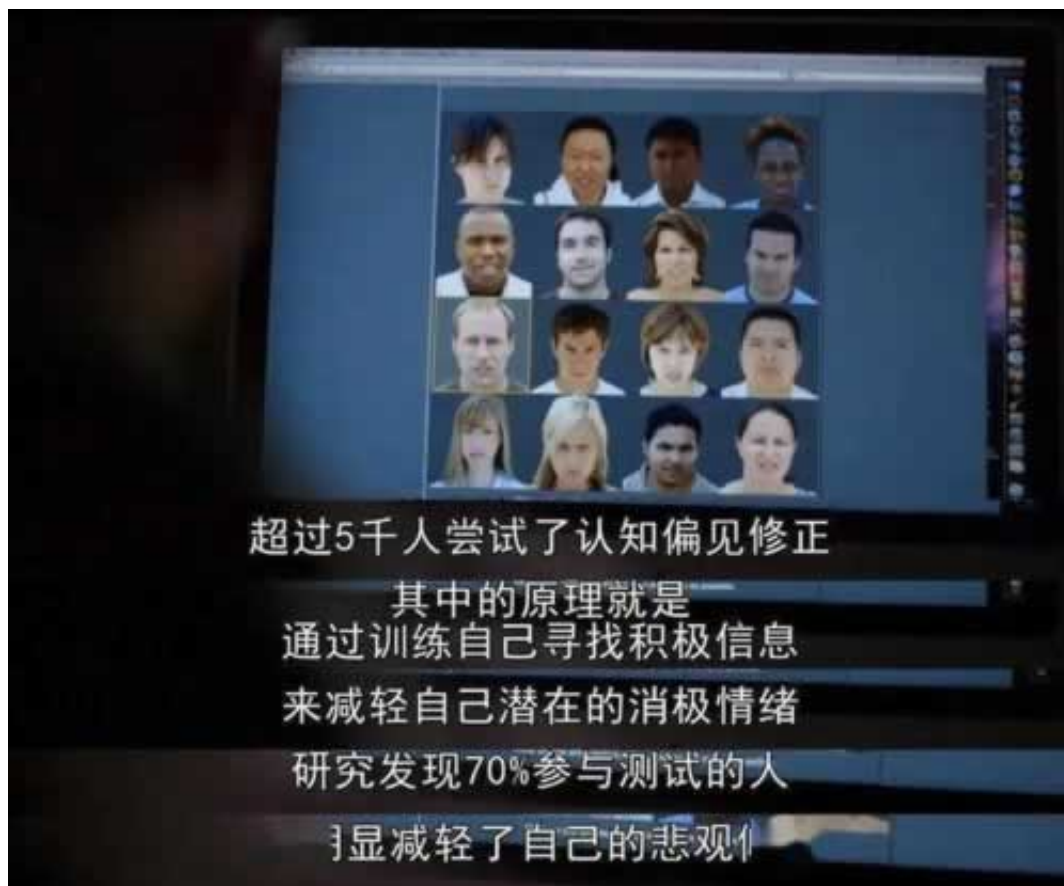 超过5千人尝试了认知偏见修正
其中的原理就是
通过训练自己寻找积极信息
来减轻自己潜在的消极情绪
研究发现70%参与测试的人
显减轻了自己的悲观